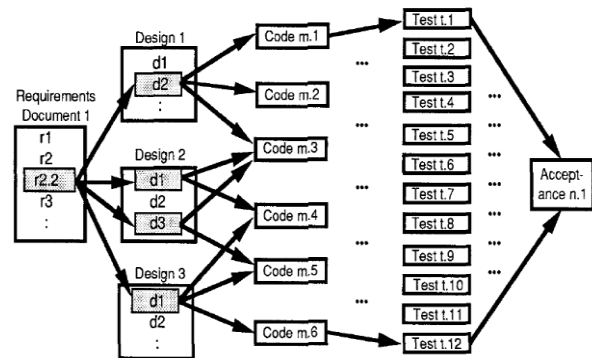 Requirements
Document 1
r1
r2
r2.2
r3
:
Design 1
d1
d2
:
Design 2
d1
d2
d3
Design 3
d1
d2
:
Code m.1
Code m.2
Code m.3
Code m.4
Code m.5
Code m.6
...
...
...
...
...
Test t.1
Test t.2
Test t.3
Test t.4
Test t.5
Test t.6
Test t.7
Test t.8
Test t.9
Test t.10
Test t.11
Test t.12
...
...
...
...
Accept-
ance n.1